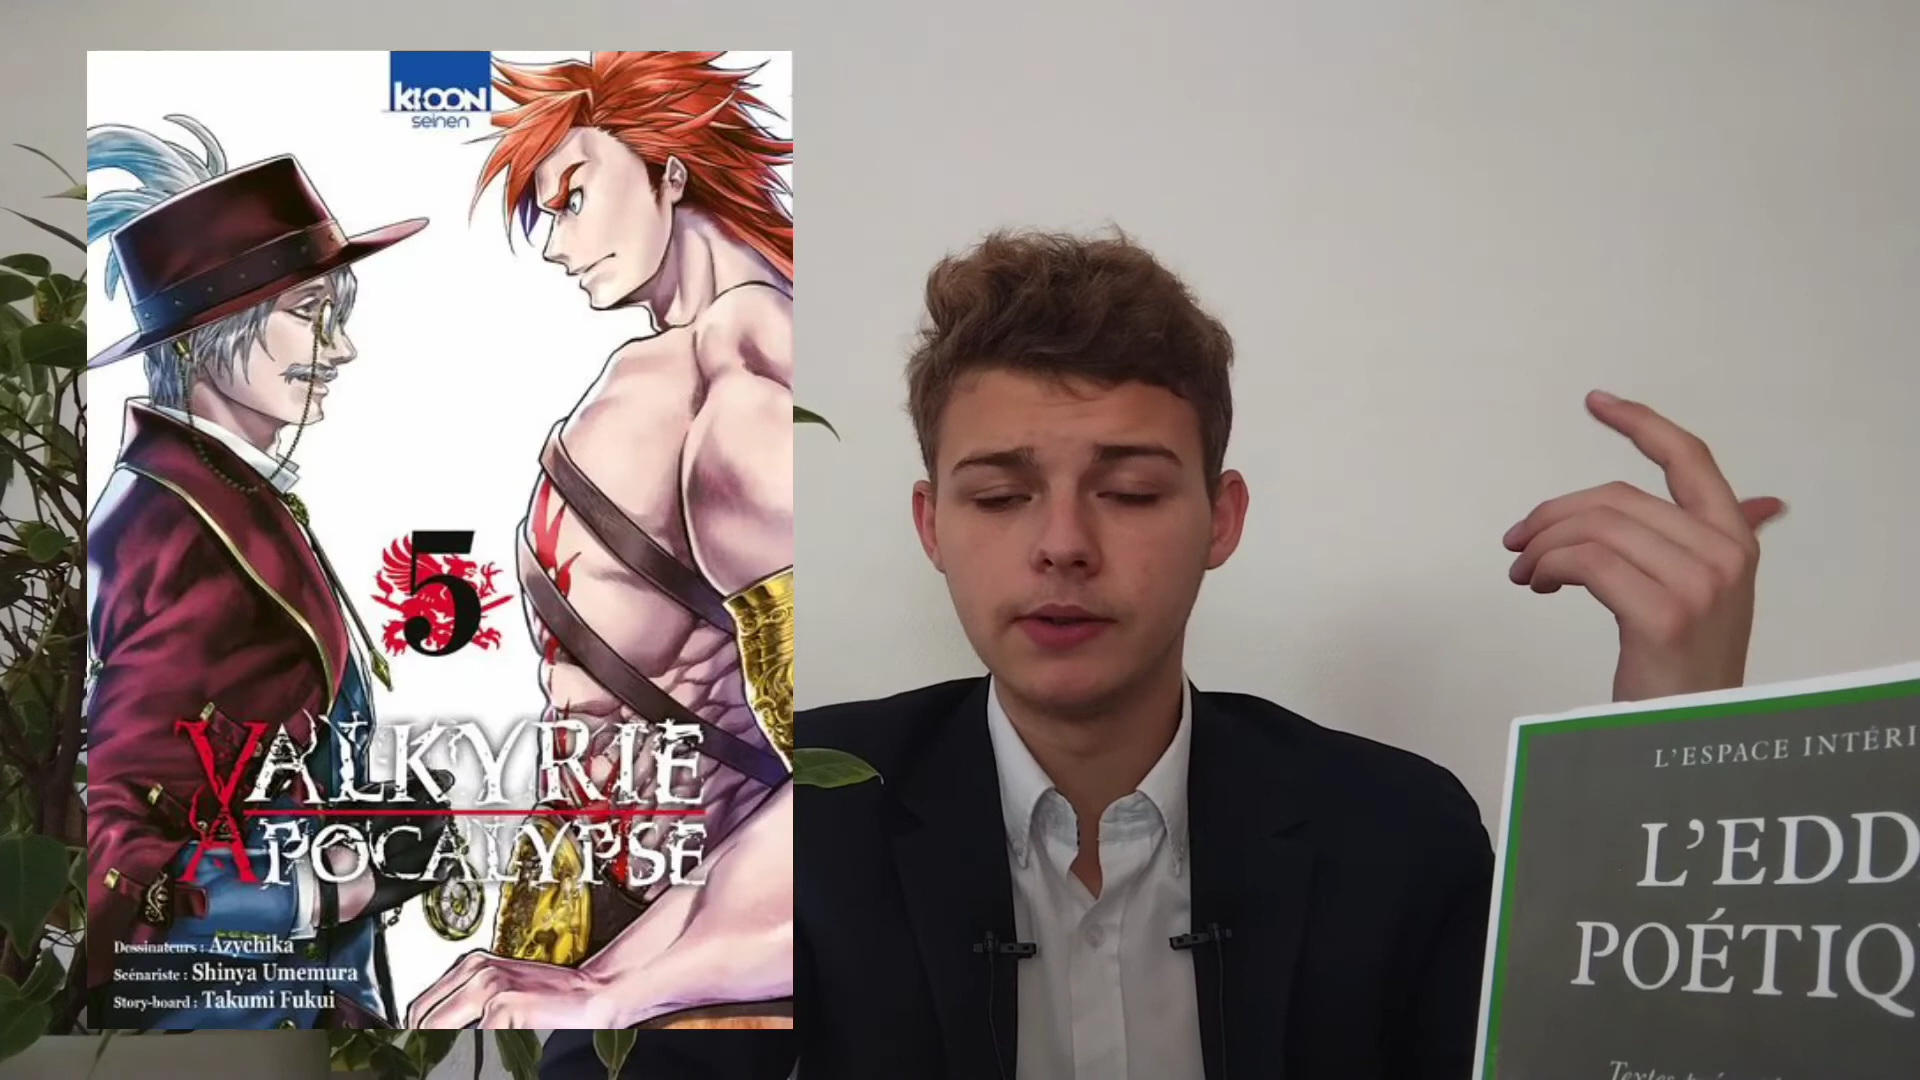 ki-oon
seinen
5
VALKYRIE
APOCALYPSE
Dessinateurs : Azychika
Scénariste : Shinya Umemura
Story-board : Takumi Fukui
L'ESPACE INTÉRI
L'EDD
POÉTIQ